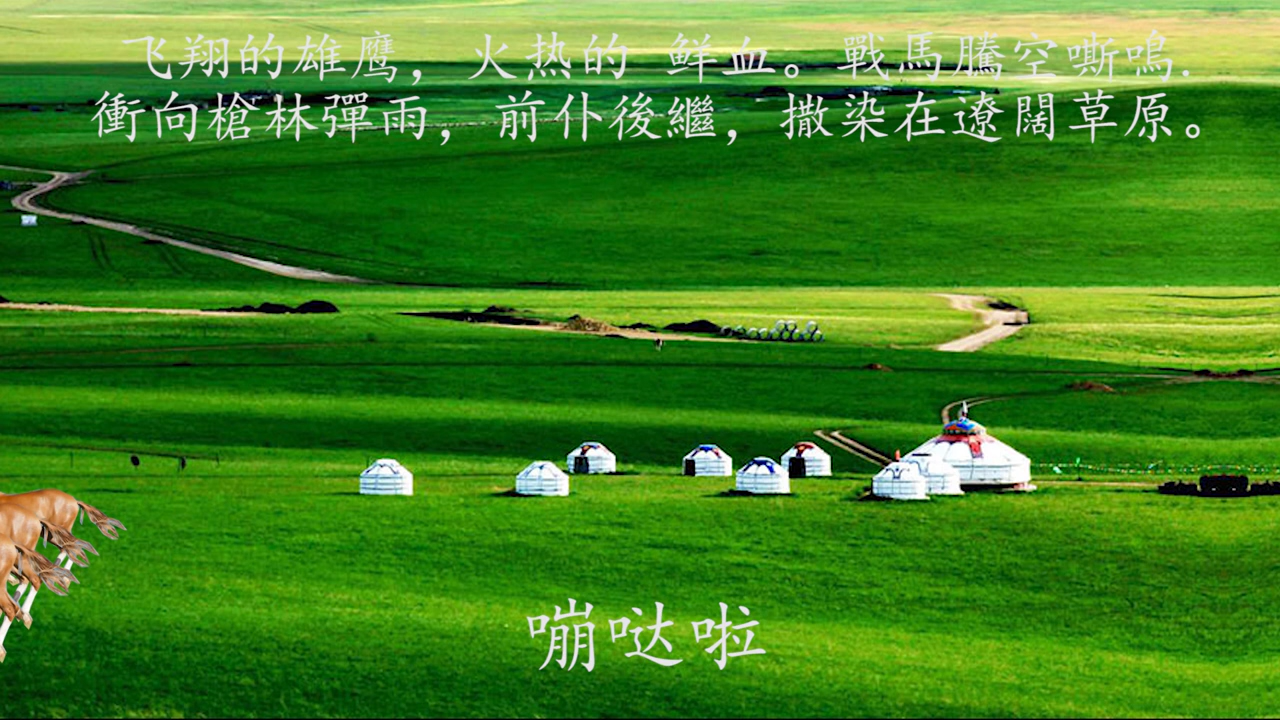 飞翔的雄鹰，火热的 鲜血。戰馬騰空嘶鳴.
衝向槍林彈雨，前仆後繼，撒染在遼闊草原。
嘣哒啦